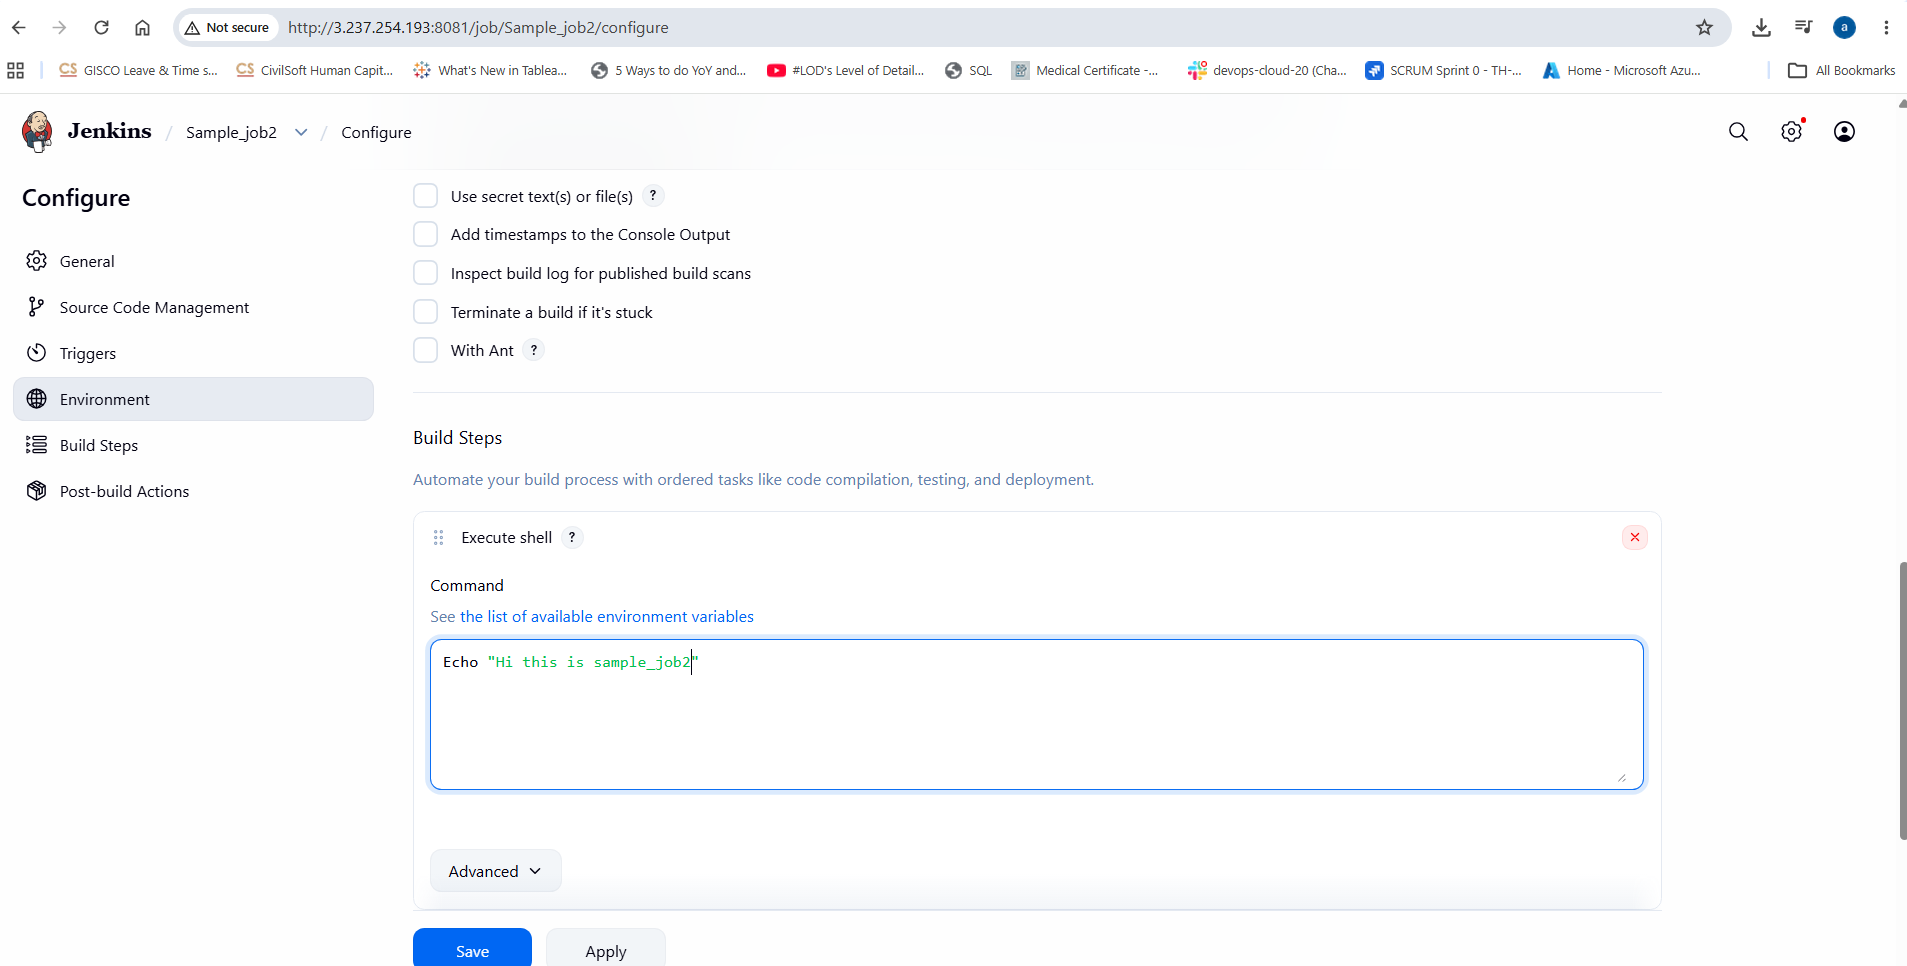 Not secure http://3.237.254.193:8081/job/Sample_job2/configure a
CS GISCO Leave & Time s... CS CivilSoft Human Capit... What's New in Tablea... 5 Ways to do YoY and... #LOD's Level of Detail... SQL Medical Certificate -... devops-cloud-20 (Cha... SCRUM Sprint 0 - TH-... Home - Microsoft Azu... All Bookmarks
Jenkins / Sample_job2 / Configure
Configure
General
Source Code Management
Triggers
Environment
Build Steps
Post-build Actions
Use secret text(s) or file(s) ?
Add timestamps to the Console Output
Inspect build log for published build scans
Terminate a build if it's stuck
With Ant ?
Build Steps
Automate your build process with ordered tasks like code compilation, testing, and deployment.
Execute shell ?
Command
See the list of available environment variables
Echo "Hi this is sample_job2"
Advanced
Save Apply